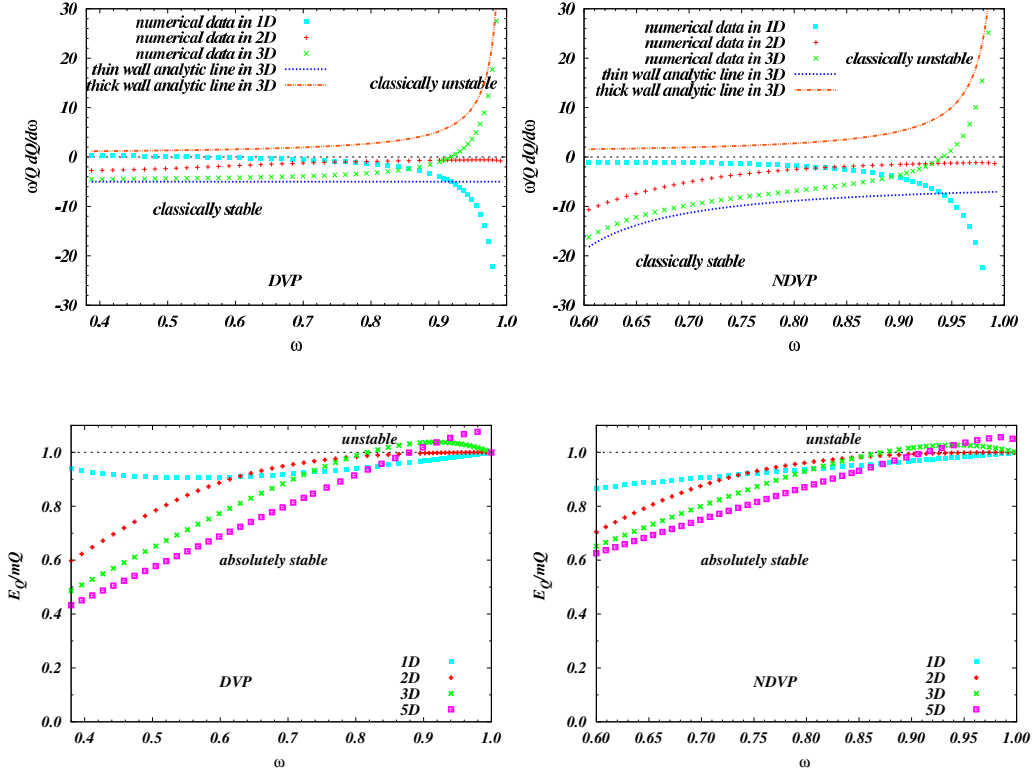 30
20
10
0
-10
-20
-30
ω/Q dQ/dω
numerical data in 1D
numerical data in 2D
numerical data in 3D
thin wall analytic line in 3D
thick wall analytic line in 3D
classically unstable
classically stable
DVP
0.4 0.5 0.6 0.7 0.8 0.9 1.0
ω
30
20
10
0
-10
-20
-30
ω/Q dQ/dω
numerical data in 1D
numerical data in 2D
numerical data in 3D
thin wall analytic line in 3D
thick wall analytic line in 3D
classically unstable
classically stable
NDVP
0.60 0.65 0.70 0.75 0.80 0.85 0.90 0.95 1.00
ω
1.0
0.8
0.6
0.4
0.2
0.0
E_Q/mQ
unstable
absolutely stable
DVP
1D
2D
3D
5D
0.4 0.5 0.6 0.7 0.8 0.9 1.0
ω
1.0
0.8
0.6
0.4
0.2
0.0
E_Q/mQ
unstable
absolutely stable
NDVP
1D
2D
3D
5D
0.60 0.65 0.70 0.75 0.80 0.85 0.90 0.95 1.00
ω